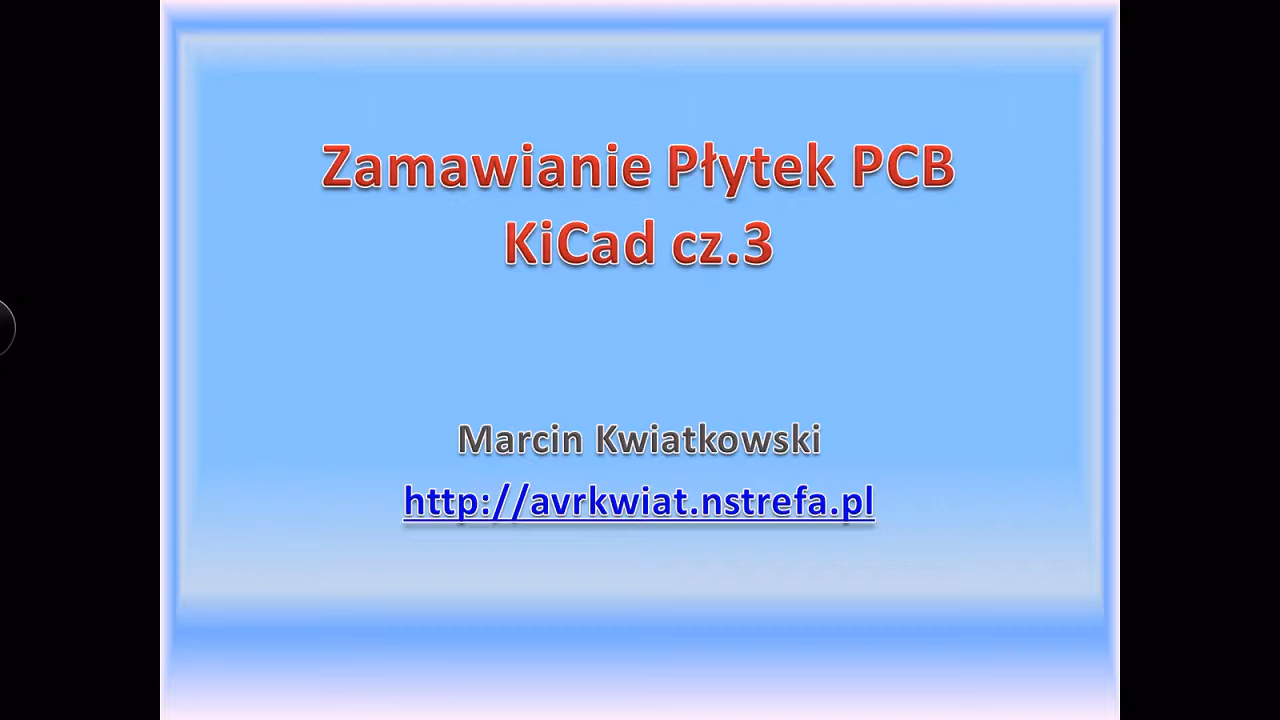 Zamawianie Płytek PCB
KiCad cz.3
Marcin Kwiatkowski
http://avrkwiat.nstrefa.pl